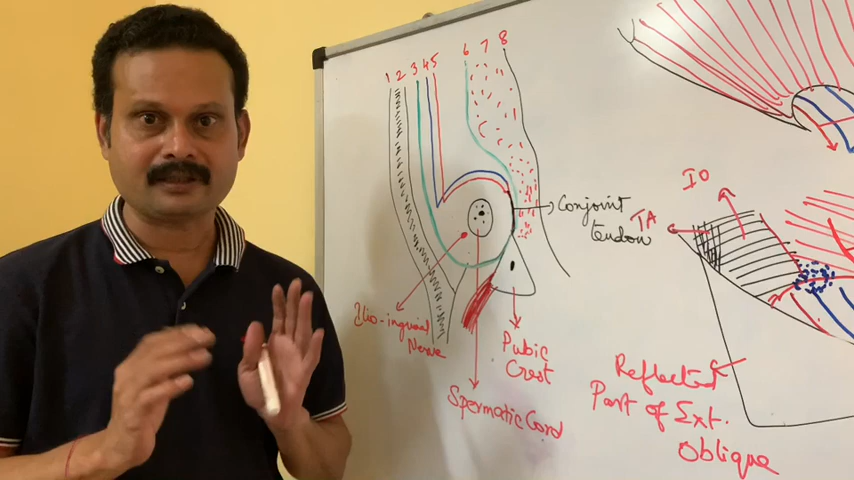 1 2 3 4 5 6 7 8
IO
TA
Conjoint
tendon
Ilio-inguinal
Nerve
Pubic
Crest
Spermatic Cord
Reflected
Part of Ext.
Oblique